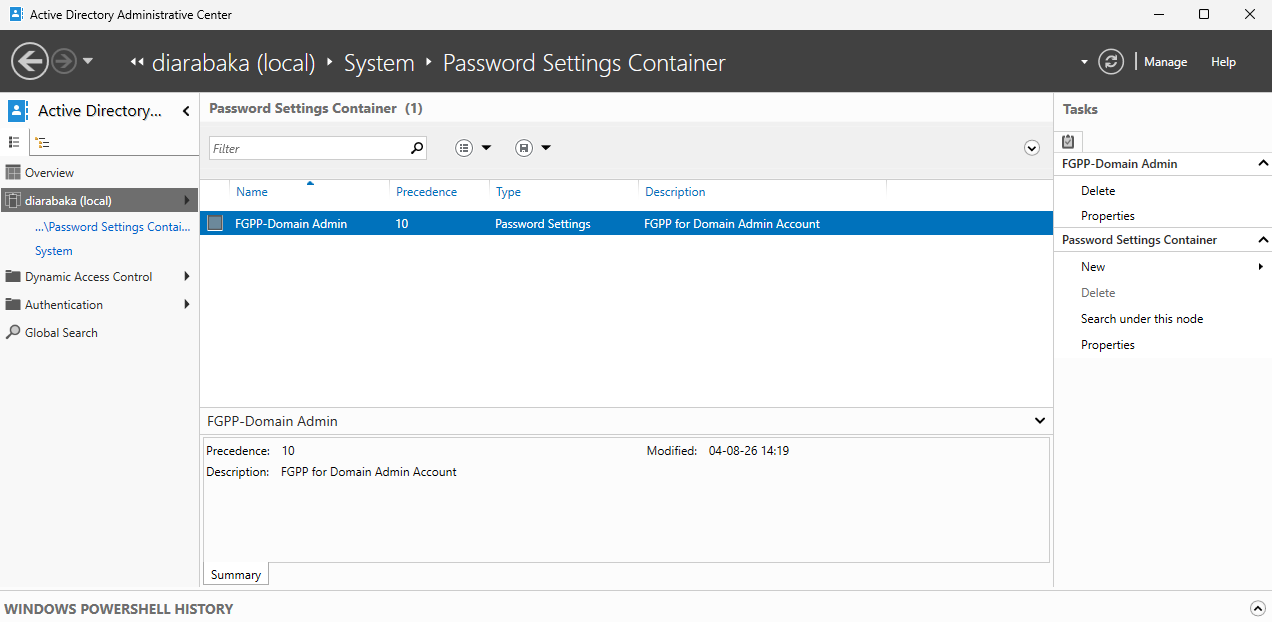 Active Directory Administrative Center
diarabaka (local) System Password Settings Container
Manage Help
Active Directory...
Overview
diarabaka (local)
...\Password Settings Contai...
System
Dynamic Access Control
Authentication
Global Search
Password Settings Container (1)
Filter
Name Precedence Type Description
FGPP-Domain Admin 10 Password Settings FGPP for Domain Admin Account
FGPP-Domain Admin
Precedence: 10 Modified: 04-08-26 14:19
Description: FGPP for Domain Admin Account
Summary
Tasks
FGPP-Domain Admin
Delete
Properties
Password Settings Container
New
Delete
Search under this node
Properties
WINDOWS POWERSHELL HISTORY